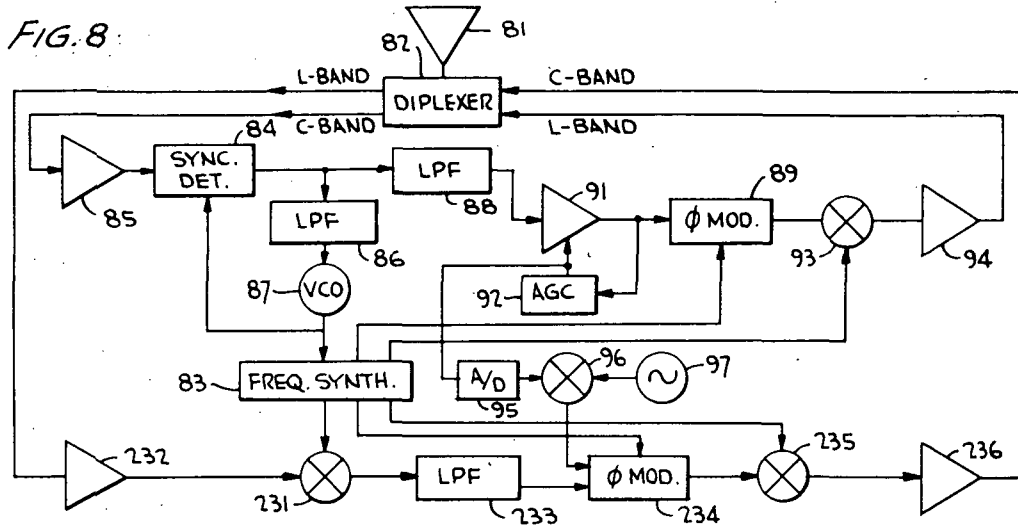 FIG. 8
81
82
L-BAND
DIPLEXER
C-BAND
C-BAND
L-BAND
84
SYNC. DET.
85
LPF
88
91
89
φ MOD.
93
94
LPF
86
87
VCO
92
AGC
83
FREQ. SYNTH.
A/D
95
96
97
232
231
LPF
233
φ MOD.
234
235
236